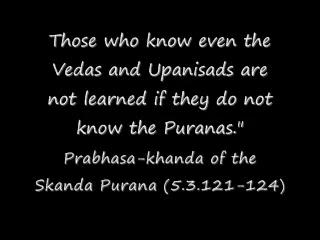 Those who know even the
Vedas and Upanisads are
not learned if they do not
know the Puranas."
Prabhasa-khanda of the
Skanda Purana (5.3.121-124)